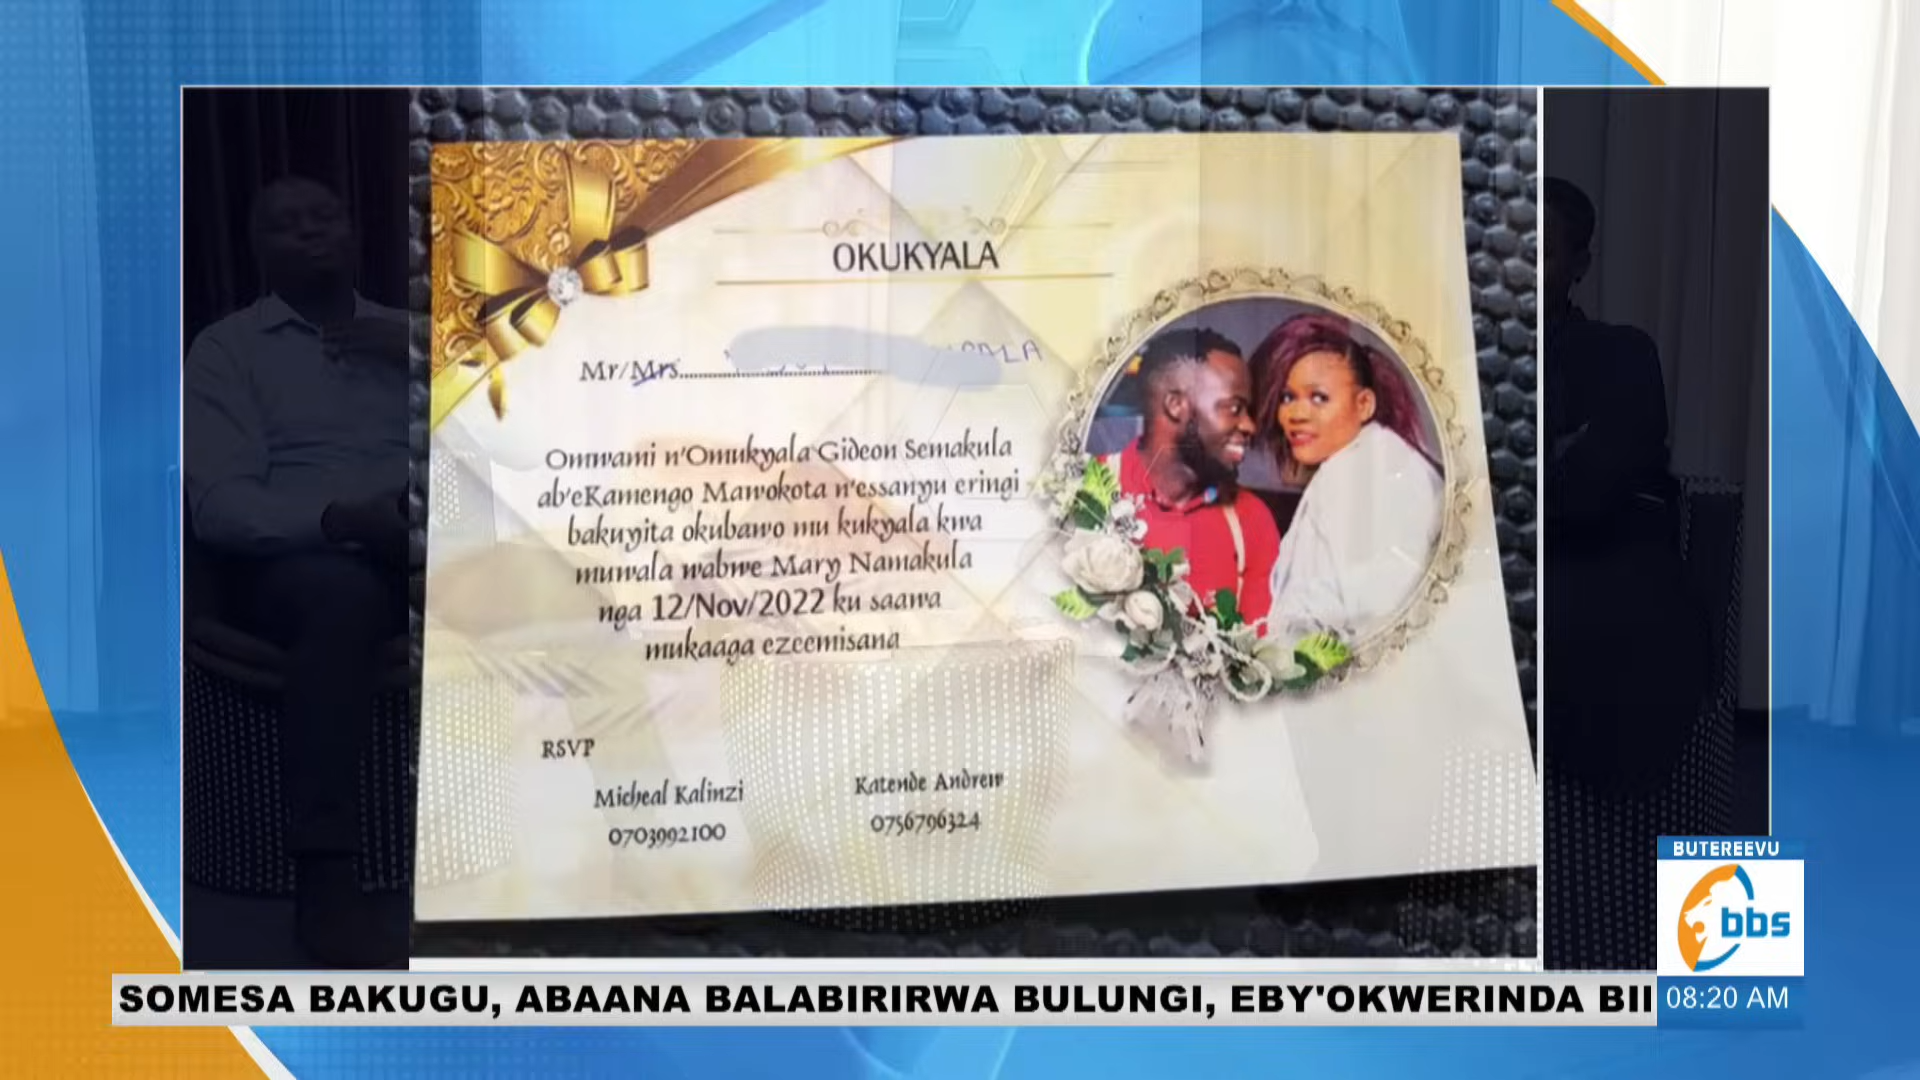 OKUKYALA
Mr/Mrs
Omwami n'Omukyala Gideon Semakula
ab'eKamengo Mawokota n'essanyu eringi
bakuyita okubawo mu kukyala kwa
muwala wabwe Mary Namakula
nga 12/Nov/2022 ku saawa
mukaaga ezeemisana
RSVP
Micheal Kalinzi
0703992100
Katende Andrew
0756796324
BUTEREEVU
bbs
SOMESA BAKUGU, ABAANA BALABIRIRWA BULUNGI, EBY'OKWERINDA BII
08:20 AM